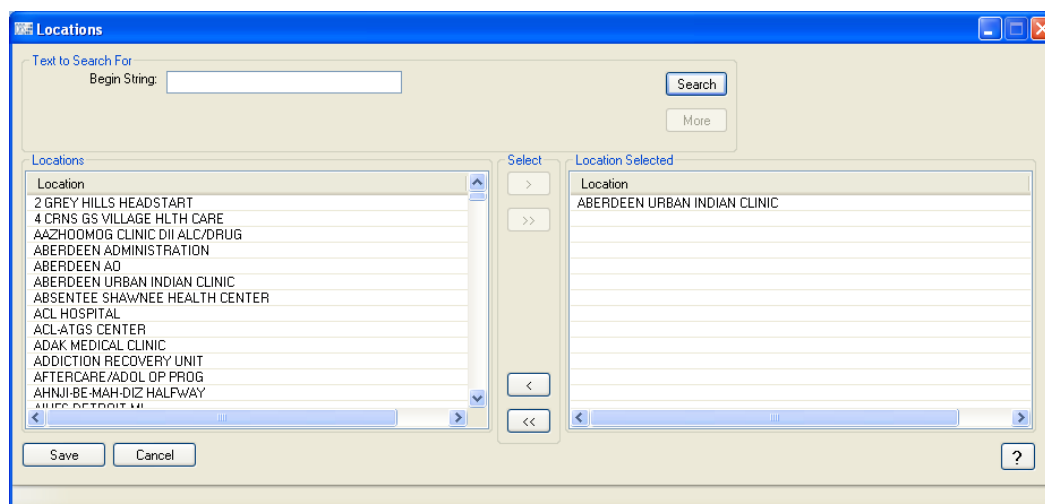 Locations
Text to Search For
Begin String:
Search
More
Locations
Location
2 GREY HILLS HEADSTART
4 CRNS GS VILLAGE HLTH CARE
AAZHOOMOG CLINIC DII ALC/DRUG
ABERDEEN ADMINISTRATION
ABERDEEN AO
ABERDEEN URBAN INDIAN CLINIC
ABSENTEE SHAWNEE HEALTH CENTER
ACL HOSPITAL
ACL-ATGS CENTER
ADAK MEDICAL CLINIC
ADDICTION RECOVERY UNIT
AFTERCARE/ADOL OP PROG
AHNJI-BE-MAH-DIZ HALFWAY
Select
>
>>
<
<<
Location Selected
Location
ABERDEEN URBAN INDIAN CLINIC
Save
Cancel
?